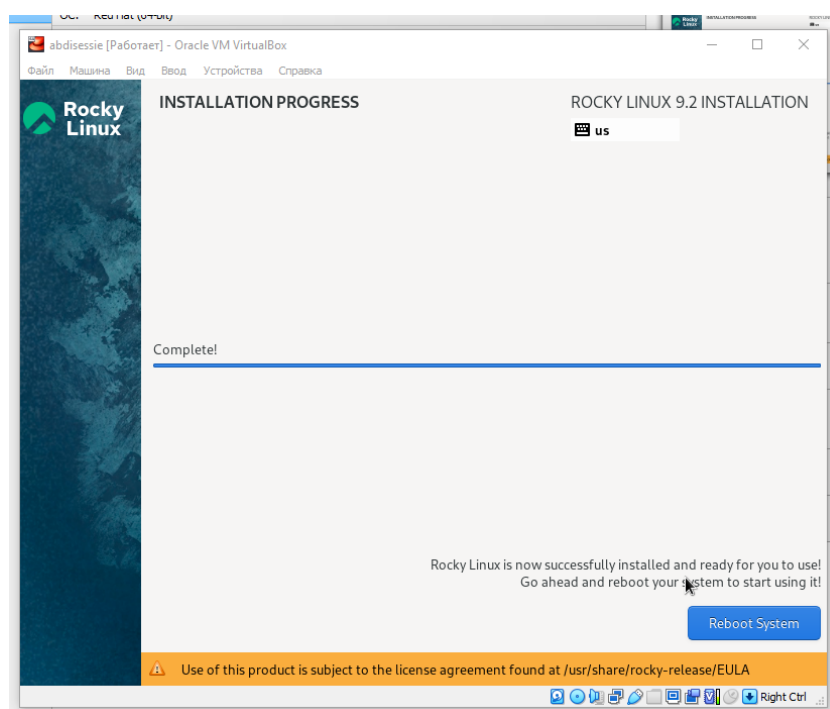 ОС: Red Hat (64-bit)
abdisessie [Работает] - Oracle VM VirtualBox
Файл Машина Вид Ввод Устройства Справка
Rocky
Linux
INSTALLATION PROGRESS
ROCKY LINUX 9.2 INSTALLATION
us
Complete!
Rocky Linux is now successfully installed and ready for you to use!
Go ahead and reboot your system to start using it!
Reboot System
Use of this product is subject to the license agreement found at /usr/share/rocky-release/EULA
Right Ctrl